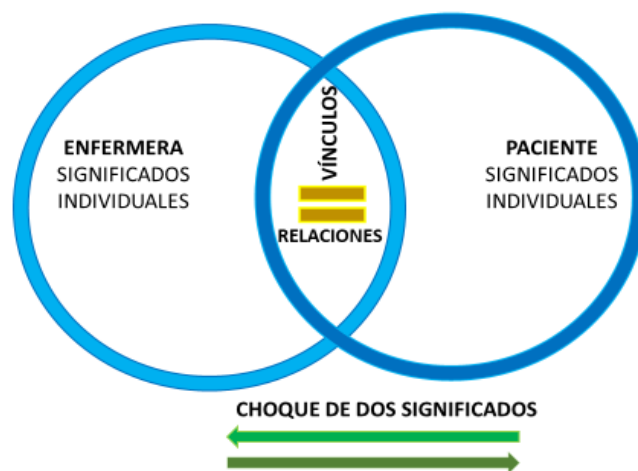 ENFERMERA
SIGNIFICADOS
INDIVIDUALES
VÍNCULOS
RELACIONES
PACIENTE
SIGNIFICADOS
INDIVIDUALES
CHOQUE DE DOS SIGNIFICADOS